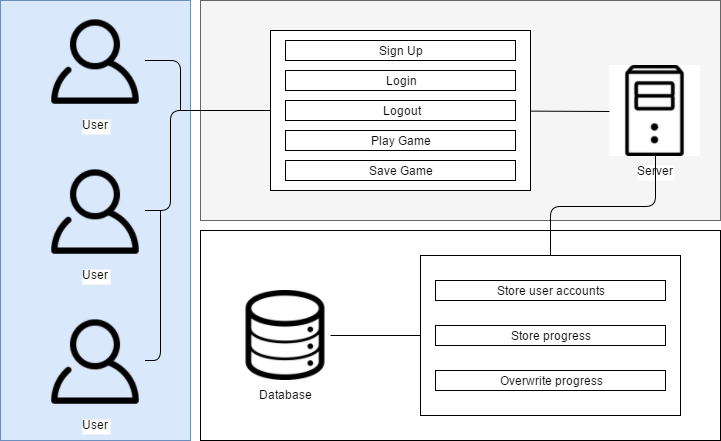 User
User
User
Sign Up
Login
Logout
Play Game
Save Game
Server
Database
Store user accounts
Store progress
Overwrite progress